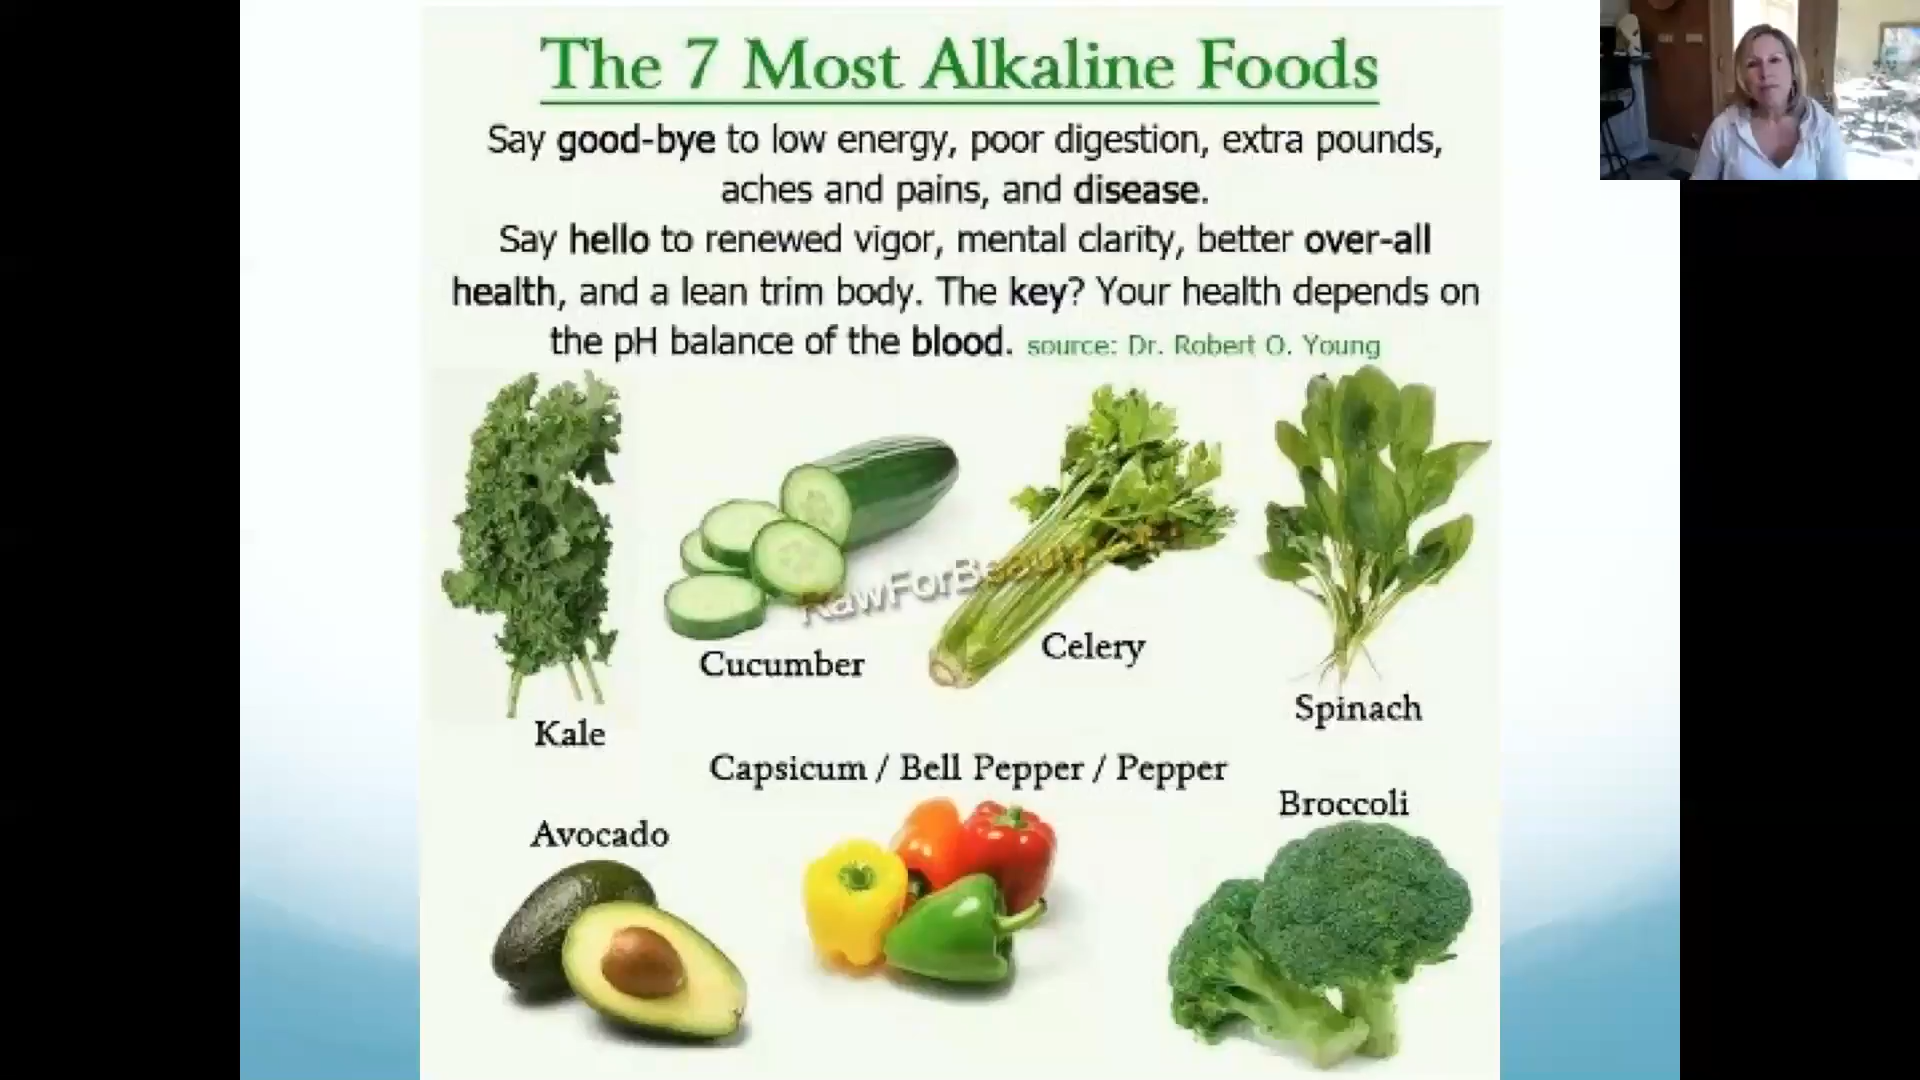 The 7 Most Alkaline Foods
Say good-bye to low energy, poor digestion, extra pounds,
aches and pains, and disease.
Say hello to renewed vigor, mental clarity, better over-all
health, and a lean trim body. The key? Your health depends on
the pH balance of the blood. source: Dr. Robert O. Young
RawForBeauty
Cucumber
Celery
Spinach
Kale
Capsicum / Bell Pepper / Pepper
Broccoli
Avocado